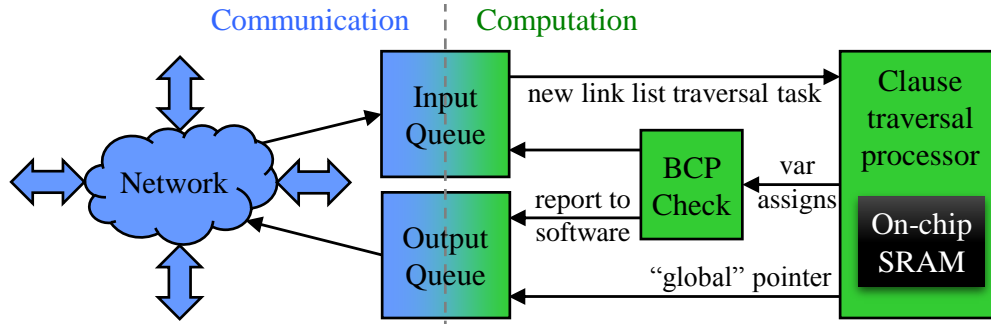 Communication
Computation
Input
Queue
new link list traversal task
Clause
traversal
processor
Network
BCP
Check
var
assigns
report to
software
Output
Queue
On-chip
SRAM
“global” pointer